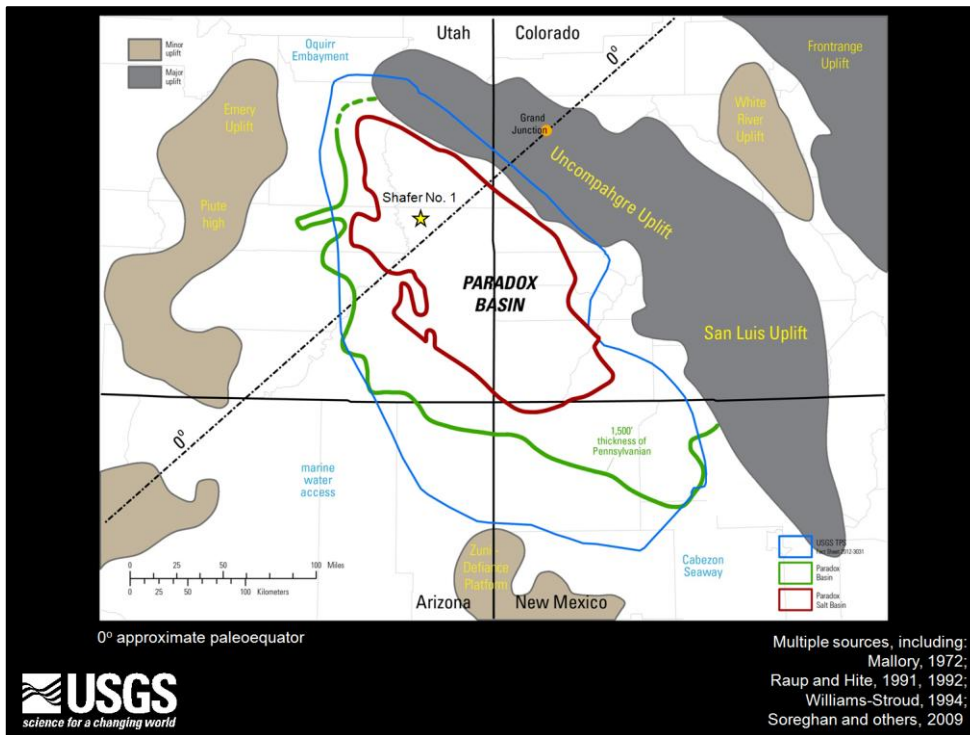 Minor
uplift
Major
uplift
Oquirr
Embayment
Utah
Colorado
0°
Frontrange
Uplift
Emery
Uplift
White
River
Uplift
Grand
Junction
Uncompahgre Uplift
Piute
high
Shafer No. 1
PARADOX
BASIN
San Luis Uplift
0°
1,500'
thickness of
Pennsylvanian
marine
water
access
Zuni-
Defiance
Platform
Cabezon
Seaway
USGS TPS
Fact Sheet 2012-3031
Paradox
Basin
Paradox
Salt Basin
0 25 50 100 Miles
0 25 50 100 Kilometers
Arizona
New Mexico
0° approximate paleoequator
Multiple sources, including:
Mallory, 1972;
Raup and Hite, 1991, 1992;
Williams-Stroud, 1994;
Soreghan and others, 2009
USGS
science for a changing world